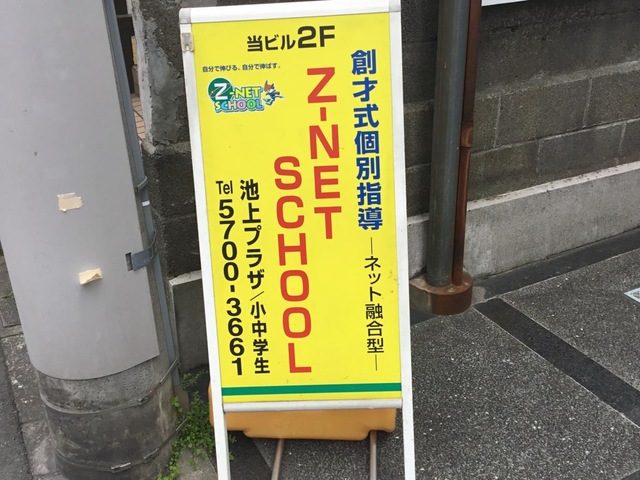 当ビル2F
自分で伸びる、自分で伸ばす。
Z-NET
SCHOOL
創才式個別指導
―ネット融合型―
Z-NET
SCHOOL
池上プラザ/小中学生
Tel 5700-3661